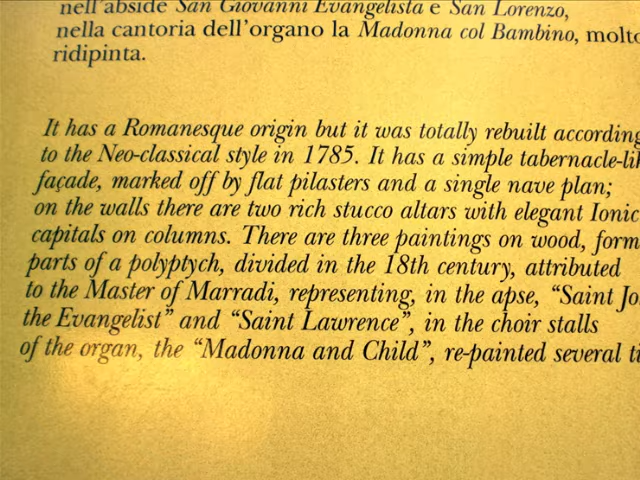 nell'abside San Giovanni Evangelista e San Lorenzo,
nella cantoria dell'organo la Madonna col Bambino, molto
ridipinta.
It has a Romanesque origin but it was totally rebuilt according
to the Neo-classical style in 1785. It has a simple tabernacle-li
façade, marked off by flat pilasters and a single nave plan;
on the walls there are two rich stucco altars with elegant Ionic
capitals on columns. There are three paintings on wood, form
parts of a polyptych, divided in the 18th century, attributed
to the Master of Marradi, representing, in the apse, “Saint Jo
the Evangelist” and “Saint Lawrence”, in the choir stalls
of the organ, the “Madonna and Child”, re-painted several ti